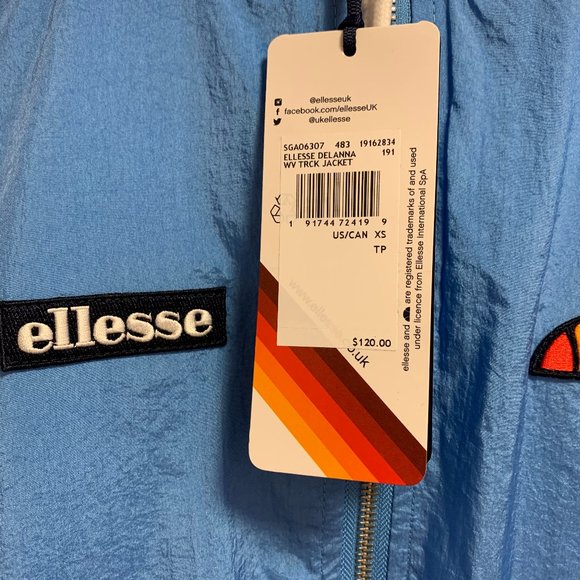 @ellesseuk
facebook.com/ellesseUK
@ukellesse
SGA06307 483 19162834
ELLESSE DELANNA 191
WV TRCK JACKET
1 91744 72419 9
US/CAN XS
TP
$120.00
.uk
ellesse and are registered trademarks of and used
under licence from Ellesse International SpA
ellesse